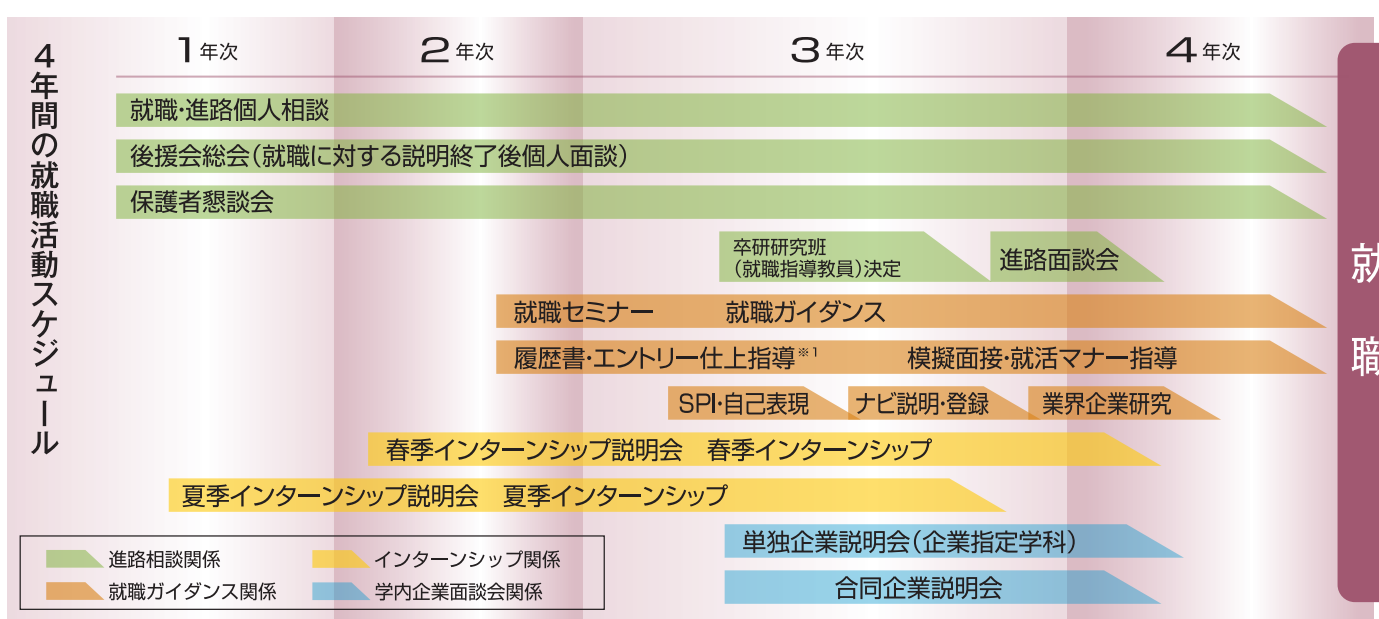 4年間の就職活動スケジュール
1年次
2年次
3年次
4年次
就職・進路個人相談
後援会総会(就職に対する説明終了後個人面談)
保護者懇談会
卒研研究班
(就職指導教員)決定
進路面談会
就職セミナー
就職ガイダンス
履歴書・エントリー仕上指導※1
模擬面接・就活マナー指導
SPI・自己表現
ナビ説明・登録
業界企業研究
春季インターンシップ説明会
春季インターンシップ
夏季インターンシップ説明会
夏季インターンシップ
単独企業説明会(企業指定学科)
合同企業説明会
就職
進路相談関係
インターンシップ関係
就職ガイダンス関係
学内企業面談会関係